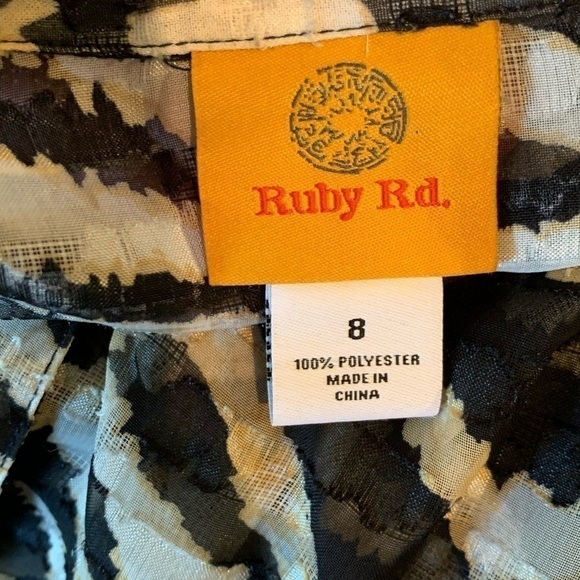 Ruby Rd.
8
100% POLYESTER
MADE IN
CHINA